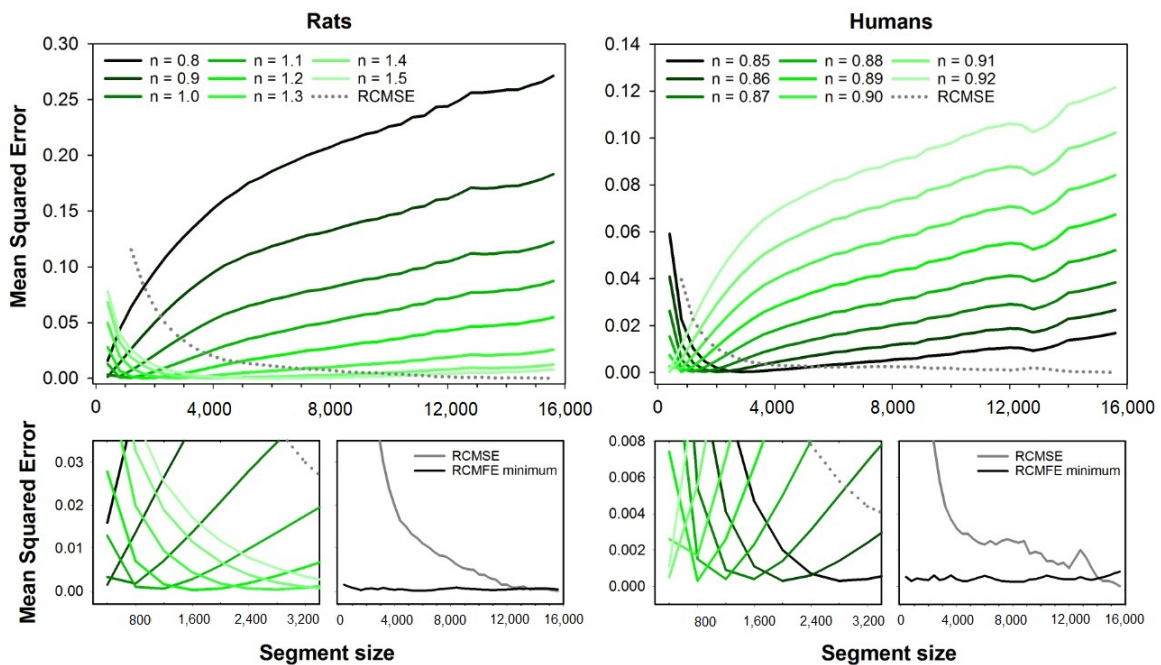 Rats
Humans
0.30
0.25
0.20
0.15
0.10
0.05
0.00
Mean Squared Error
n = 0.8
n = 0.9
n = 1.0
n = 1.1
n = 1.2
n = 1.3
n = 1.4
n = 1.5
RCMSE
0
4,000
8,000
12,000
16,000
0.14
0.12
0.10
0.08
0.06
0.04
0.02
0.00
n = 0.85
n = 0.86
n = 0.87
n = 0.88
n = 0.89
n = 0.90
n = 0.91
n = 0.92
RCMSE
0
4,000
8,000
12,000
16,000
Mean Squared Error
0.03
0.02
0.01
0.00
800
1,600
2,400
3,200
RCMSE
RCMFE minimum
4,000
8,000
12,000
16,000
Segment size
0.008
0.006
0.004
0.002
0.000
800
1,600
2,400
3,200
RCMSE
RCMFE minimum
4,000
8,000
12,000
16,000
Segment size